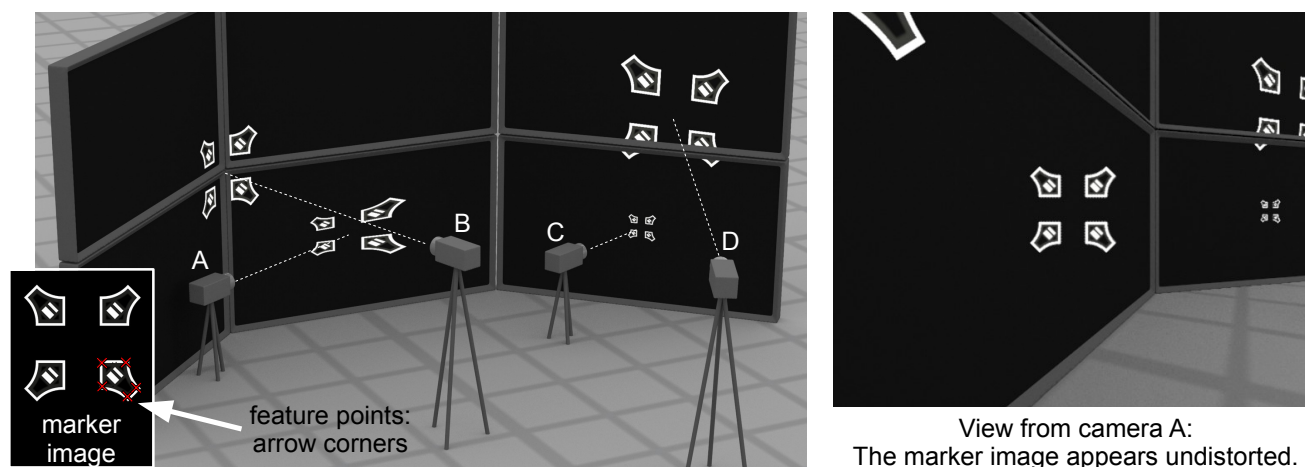 A
B
C
D
marker
image
feature points:
arrow corners
View from camera A:
The marker image appears undistorted.